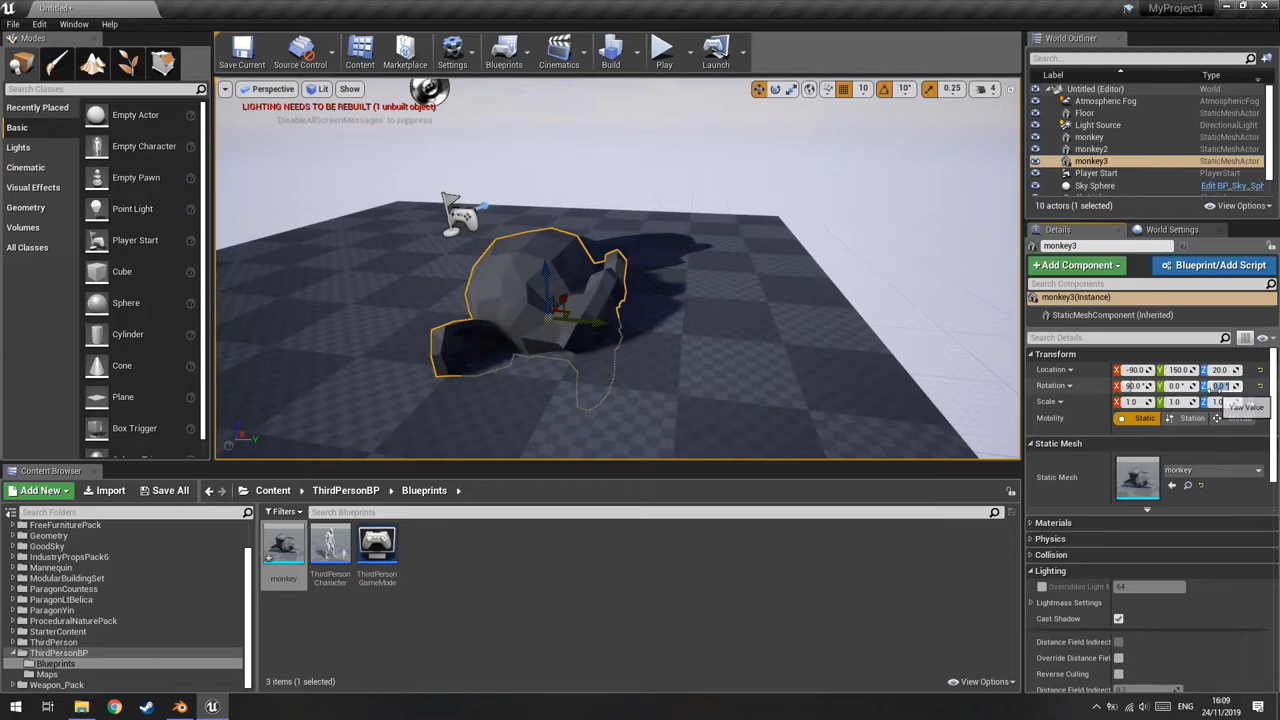 Untitled*
MyProject3
File Edit Window Help
Modes
Search Classes
Recently Placed
Basic
Lights
Cinematic
Visual Effects
Geometry
Volumes
All Classes
Empty Actor
Empty Character
Empty Pawn
Point Light
Player Start
Cube
Sphere
Cylinder
Cone
Plane
Box Trigger
Save Current
Source Control
Content
Marketplace
Settings
Blueprints
Cinematics
Build
Play
Launch
Perspective
Lit
Show
10
10°
0.25
4
LIGHTING NEEDS TO BE REBUILT (1 unbuilt object)
'DisableAllScreenMessages' to suppress
World Outliner
Search...
Label Type
Untitled (Editor) World
Atmospheric Fog AtmosphericFog
Floor StaticMeshActor
Light Source DirectionalLight
monkey StaticMeshActor
monkey2 StaticMeshActor
monkey3 StaticMeshActor
Player Start PlayerStart
Sky Sphere Edit BP_Sky_Sph
10 actors (1 selected)
View Options
Details
World Settings
monkey3
+Add Component
Blueprint/Add Script
Search Components
monkey3(Instance)
StaticMeshComponent (Inherited)
Search Details
Transform
Location X -90.0 Y 150.0 Z 20.0
Rotation X 90.0° Y 0.0° Z 0.0°
Scale X 1.0 Y 1.0 Z 1.0
Yaw Value
Mobility Static Station
Static Mesh
Static Mesh
monkey
Materials
Physics
Collision
Lighting
Overridden Light M 64
Lightmass Settings
Cast Shadow
Distance Field Indirect
Override Distance Fiel
Reverse Culling
Distance Field Indirect
Content Browser
Add New
Import
Save All
Content
ThirdPersonBP
Blueprints
Search Folders
Filters
Search Blueprints
FreeFurniturePack
Geometry
GoodSky
IndustryPropsPack6
Mannequin
ModularBuildingSet
ParagonCountess
ParagonLtBelica
ParagonYin
ProceduralNaturePack
StarterContent
ThirdPerson
ThirdPersonBP
Blueprints
Maps
Weapon_Pack
monkey
ThirdPerson
Character
ThirdPerson
GameMode
3 items (1 selected)
View Options
ENG
16:09
24/11/2019